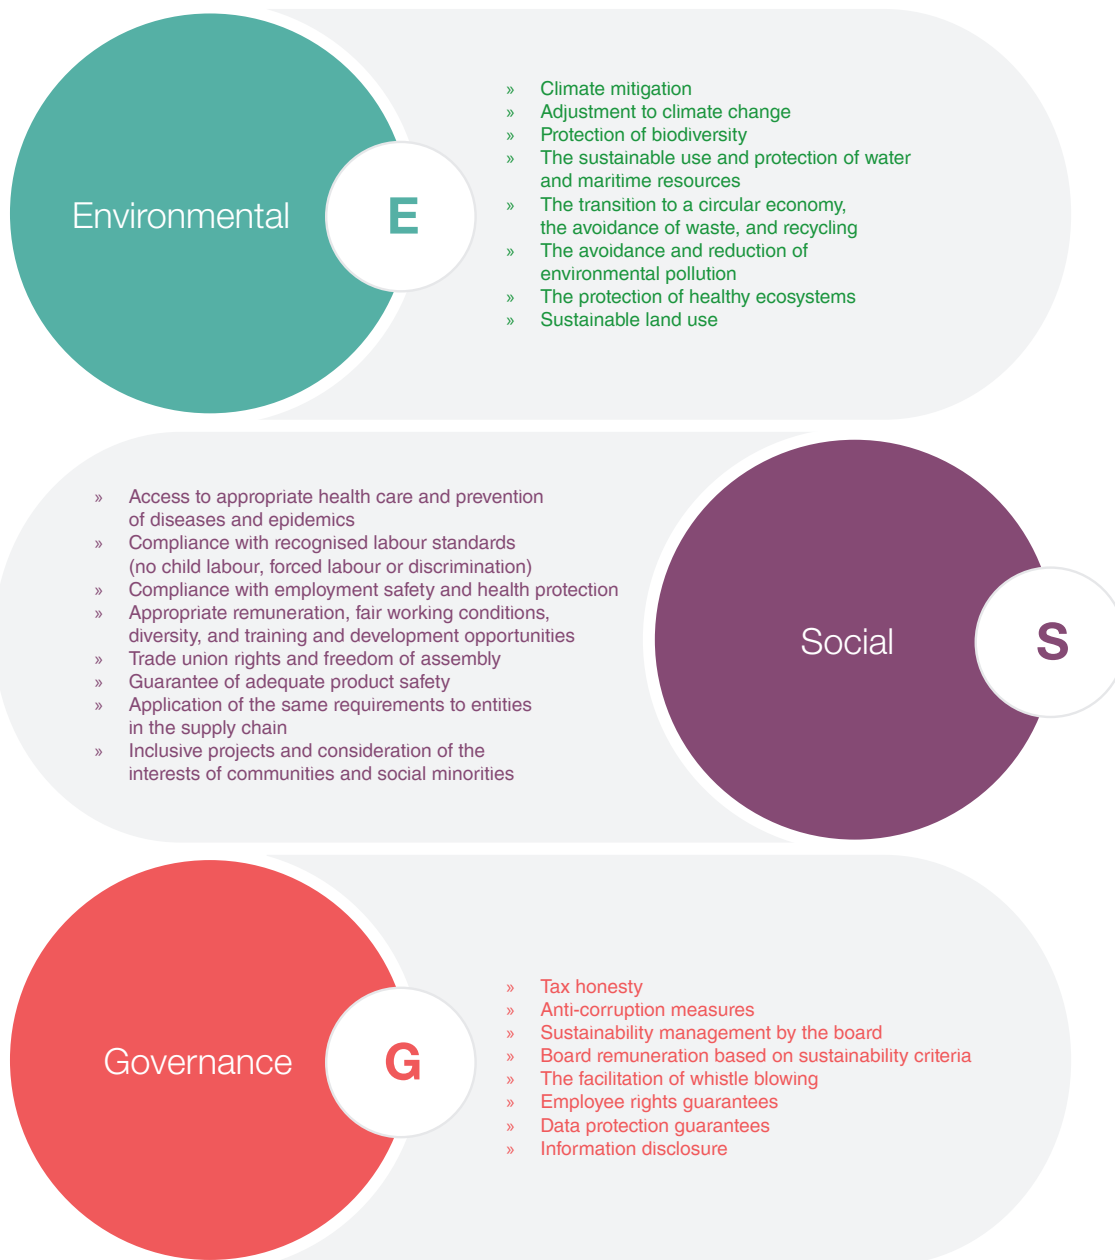 Environmental
E
» Climate mitigation
» Adjustment to climate change
» Protection of biodiversity
» The sustainable use and protection of water
and maritime resources
» The transition to a circular economy,
the avoidance of waste, and recycling
» The avoidance and reduction of
environmental pollution
» The protection of healthy ecosystems
» Sustainable land use
» Access to appropriate health care and prevention
of diseases and epidemics
» Compliance with recognised labour standards
(no child labour, forced labour or discrimination)
» Compliance with employment safety and health protection
» Appropriate remuneration, fair working conditions,
diversity, and training and development opportunities
» Trade union rights and freedom of assembly
» Guarantee of adequate product safety
» Application of the same requirements to entities
in the supply chain
» Inclusive projects and consideration of the
interests of communities and social minorities
Social
S
Governance
G
» Tax honesty
» Anti-corruption measures
» Sustainability management by the board
» Board remuneration based on sustainability criteria
» The facilitation of whistle blowing
» Employee rights guarantees
» Data protection guarantees
» Information disclosure